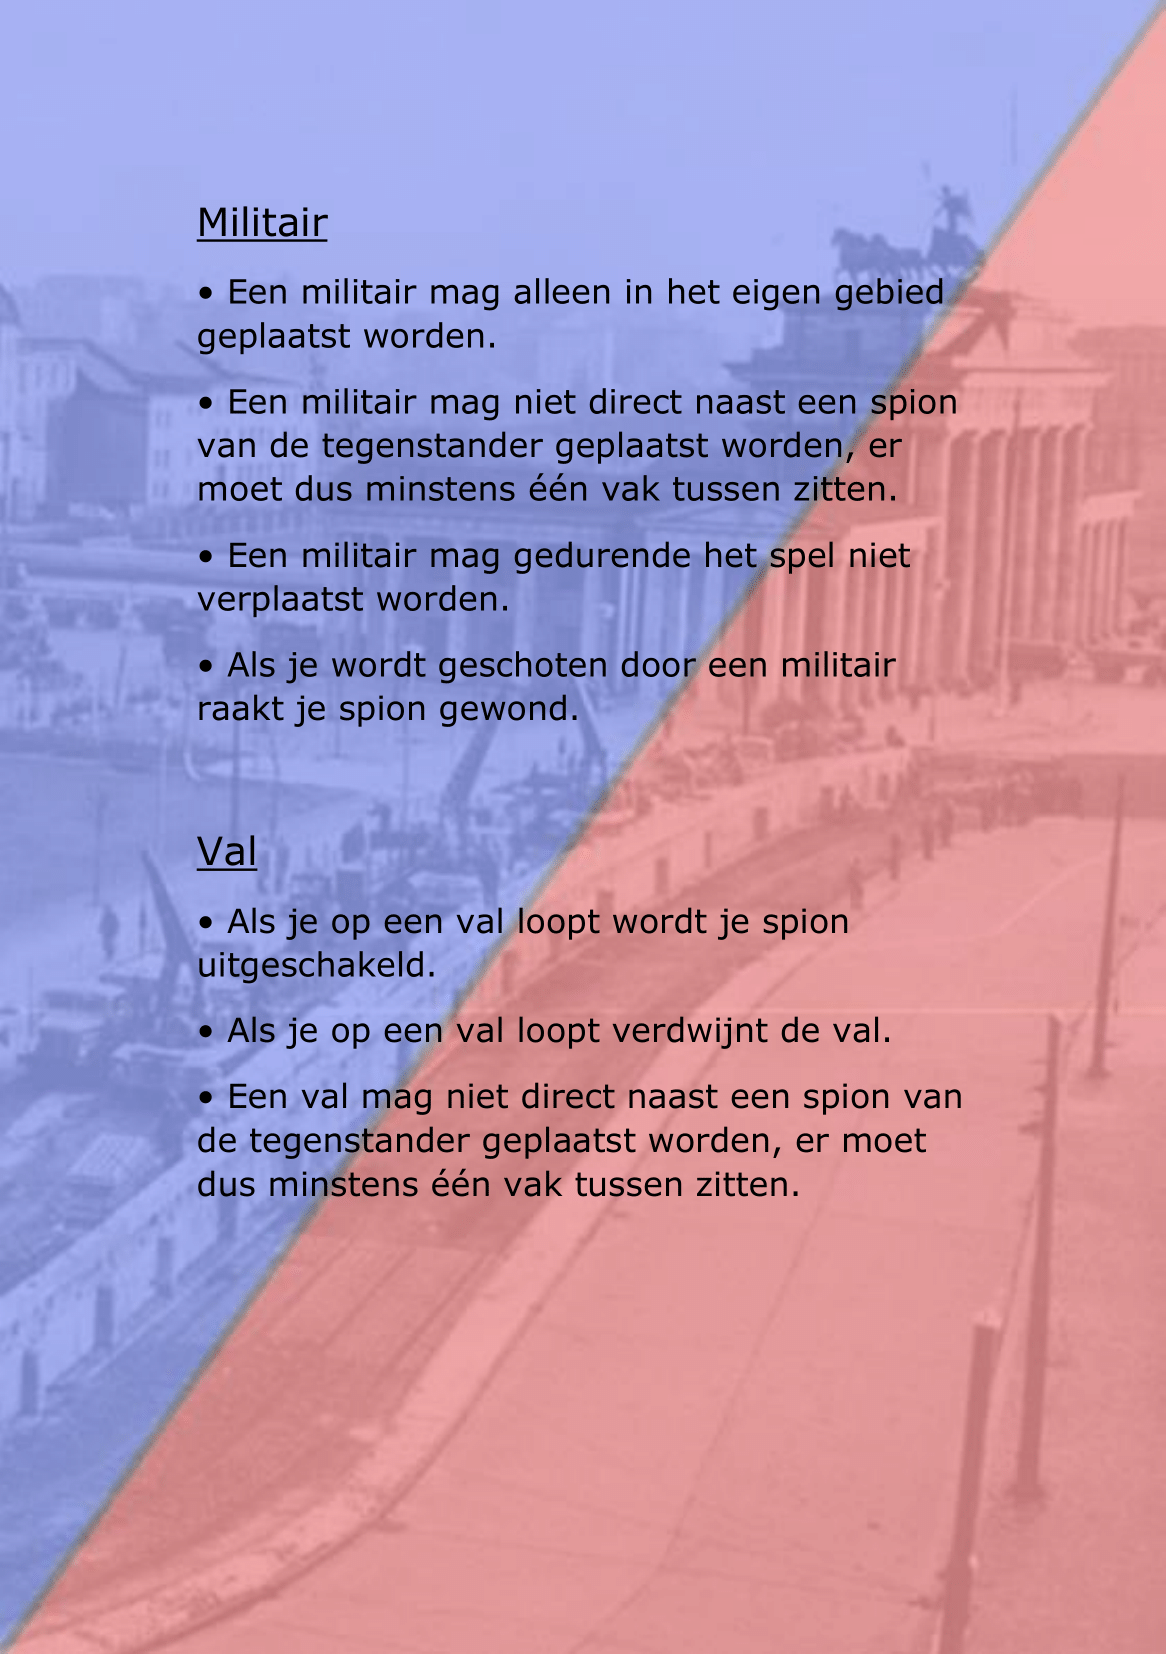 Militair
• Een militair mag alleen in het eigen gebied
geplaatst worden.
• Een militair mag niet direct naast een spion
van de tegenstander geplaatst worden, er
moet dus minstens één vak tussen zitten.
• Een militair mag gedurende het spel niet
verplaatst worden.
• Als je wordt geschoten door een militair
raakt je spion gewond.
Val
• Als je op een val loopt wordt je spion
uitgeschakeld.
• Als je op een val loopt verdwijnt de val.
• Een val mag niet direct naast een spion van
de tegenstander geplaatst worden, er moet
dus minstens één vak tussen zitten.